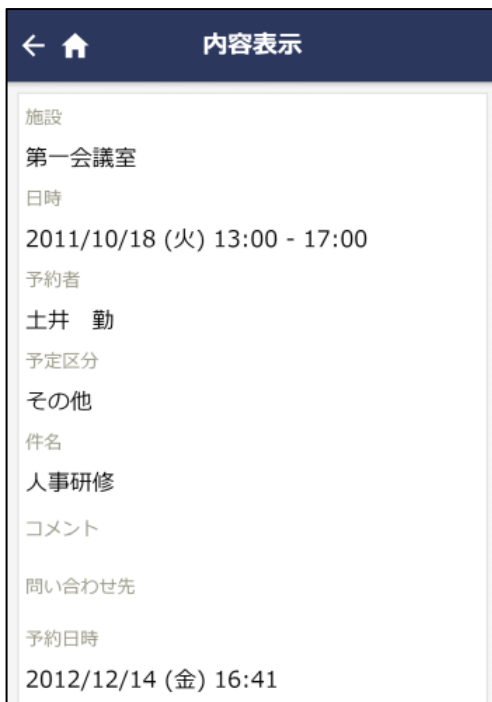 内容表示
施設
第一会議室
日時
2011/10/18 (火) 13:00 - 17:00
予約者
土井　勤
予定区分
その他
件名
人事研修
コメント
問い合わせ先
予約日時
2012/12/14 (金) 16:41